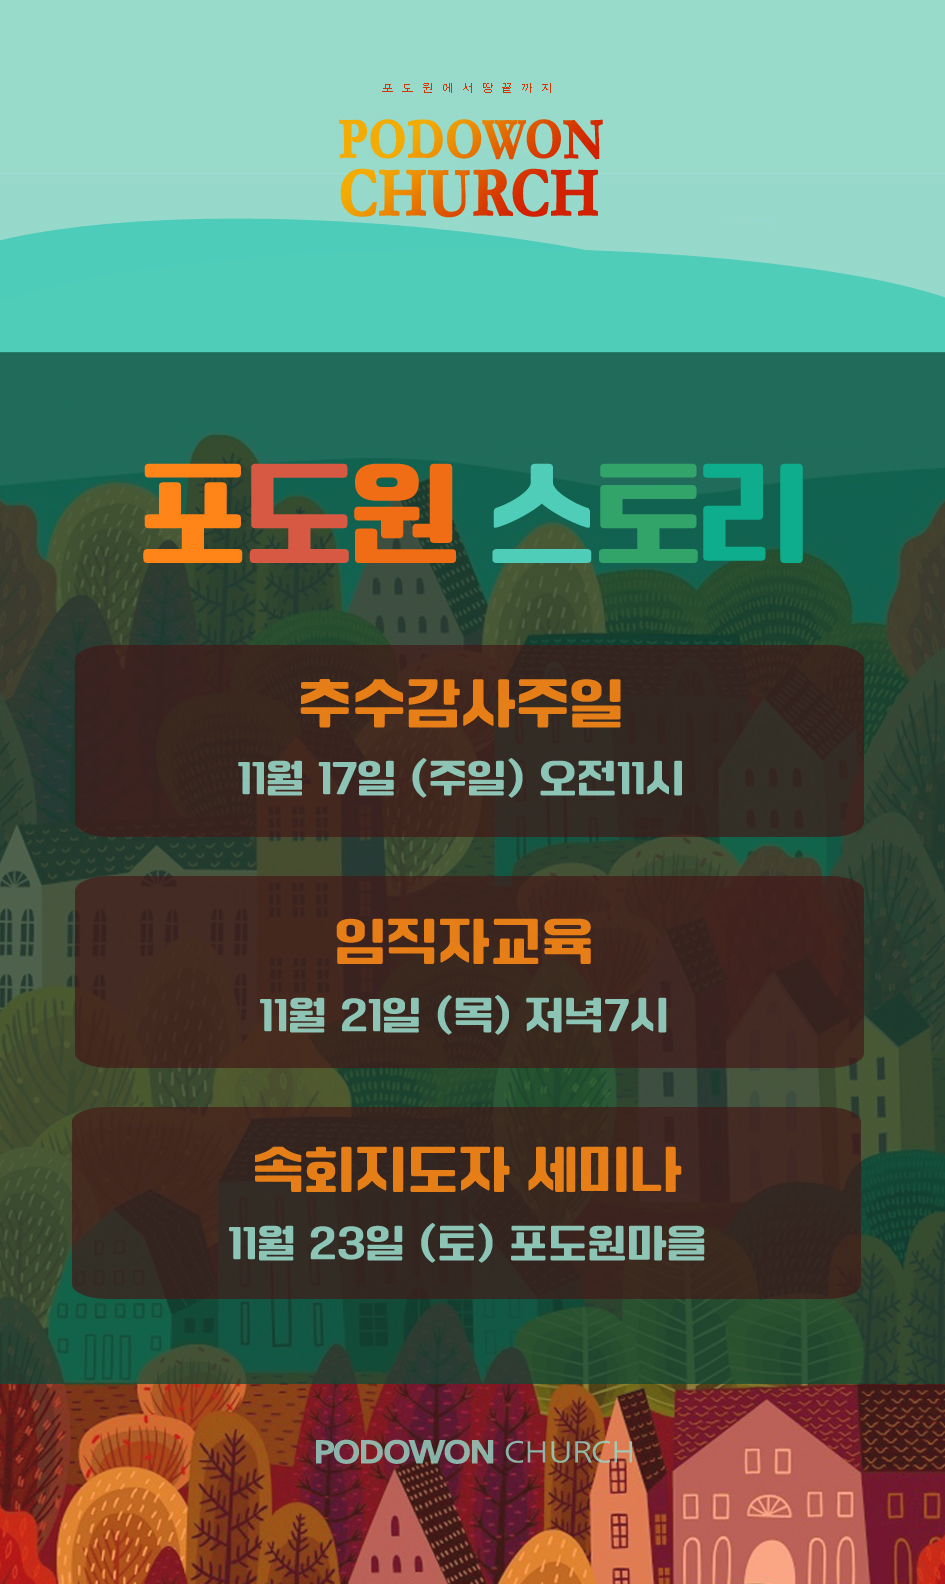 포도원에서땅끝까지
PODOWON
CHURCH
포도원 스토리
추수감사주일
11월 17일 (주일) 오전11시
임직자교육
11월 21일 (목) 저녁7시
속회지도자 세미나
11월 23일 (토) 포도원마을
PODOWON CHURCH